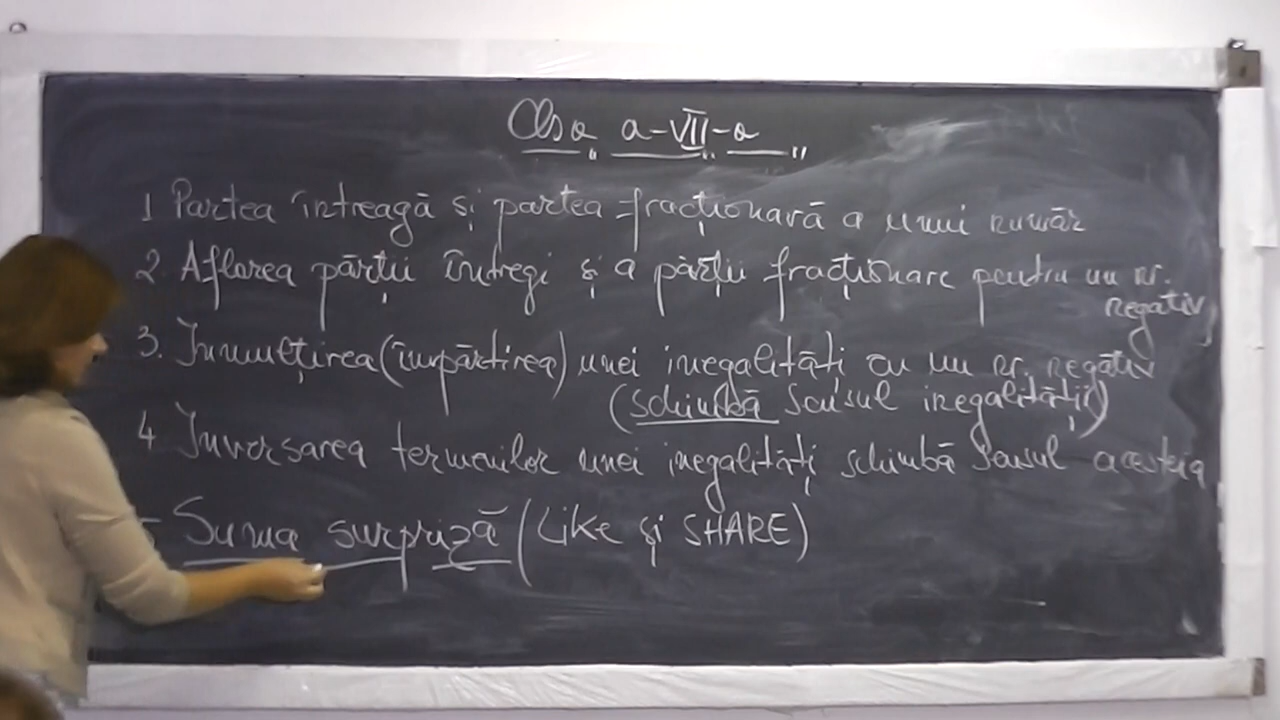 Clsa a-VII-a
1 Partea întreagă și partea fracționară a unui număr
2. Aflarea părții întregi și a părții fracționare pentru un nr.
negativ
3. Înmulțirea (împărțirea) unei inegalități cu un nr. negativ
(schimbă sensul inegalității)
4 Inversarea termenilor unei inegalități schimbă sensul acesteia
Suma surpriză (Like și SHARE)